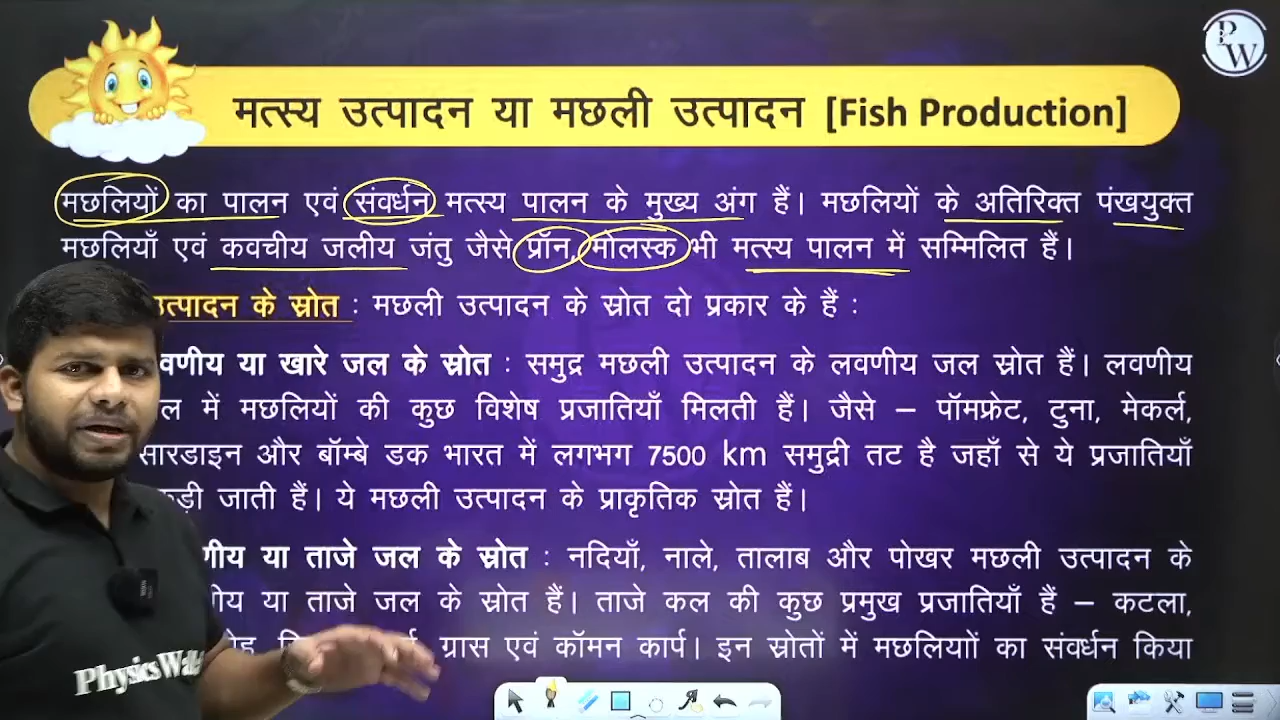 PW
मत्स्य उत्पादन या मछली उत्पादन [Fish Production]
मछलियों का पालन एवं संवर्धन मत्स्य पालन के मुख्य अंग हैं। मछलियों के अतिरिक्त पंखयुक्त
मछलियाँ एवं कवचीय जलीय जंतु जैसे प्रॉन, मोलस्क भी मत्स्य पालन में सम्मिलित हैं।
उत्पादन के स्रोत : मछली उत्पादन के स्रोत दो प्रकार के हैं :
या खारे जल के स्रोत : समुद्र मछली उत्पादन के लवणीय जल स्रोत हैं। लवणीय
में मछलियों की कुछ विशेष प्रजातियाँ मिलती हैं। जैसे – पॉमफ्रेट, टुना, मेकर्ल,
सारडाइन और बॉम्बे डक भारत में लगभग 7500 km समुद्री तट है जहाँ से ये प्रजातियाँ
जाती हैं। ये मछली उत्पादन के प्राकृतिक स्रोत हैं।
या ताजे जल के स्रोत : नदियाँ, नाले, तालाब और पोखर मछली उत्पादन के
या ताजे जल के स्रोत हैं। ताजे कल की कुछ प्रमुख प्रजातियाँ हैं – कटला,
ग्रास एवं कॉमन कार्प। इन स्रोतों में मछलियाों का संवर्धन किया